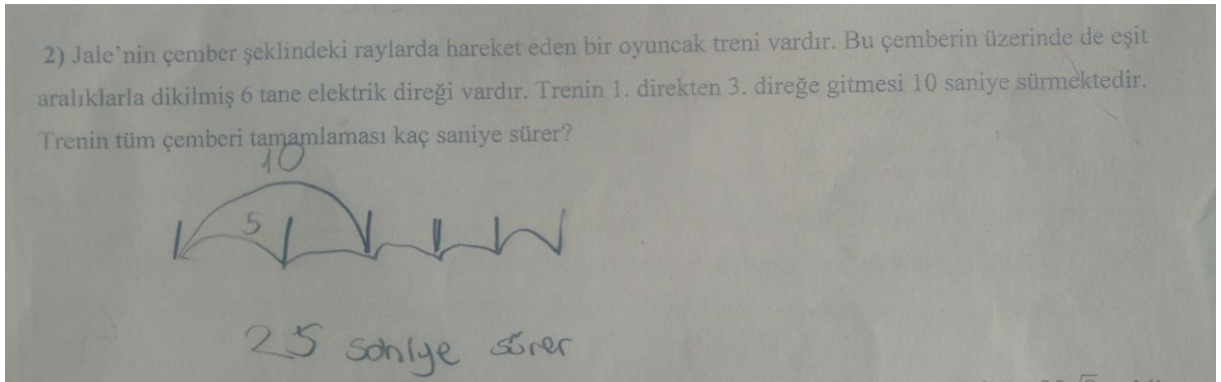 2) Jale'nin çember şeklindeki raylarda hareket eden bir oyuncak treni vardır. Bu çemberin üzerinde de eşit
aralıklarla dikilmiş 6 tane elektrik direği vardır. Trenin 1. direkten 3. direğe gitmesi 10 saniye sürmektedir.
Trenin tüm çemberi tamamlaması kaç saniye sürer?
10
5
25 saniye sürer